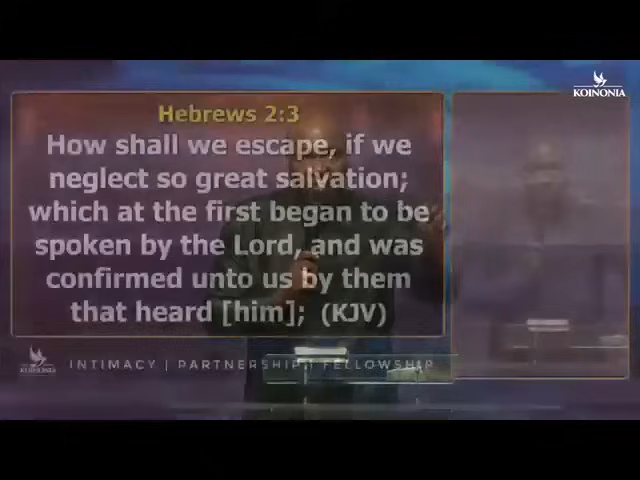 KOINONIA
Hebrews 2:3
How shall we escape, if we
neglect so great salvation;
which at the first began to be
spoken by the Lord, and was
confirmed unto us by them
that heard [him]; (KJV)
KOINONIA
INTIMACY | PARTNERSHIP | FELLOWSHIP